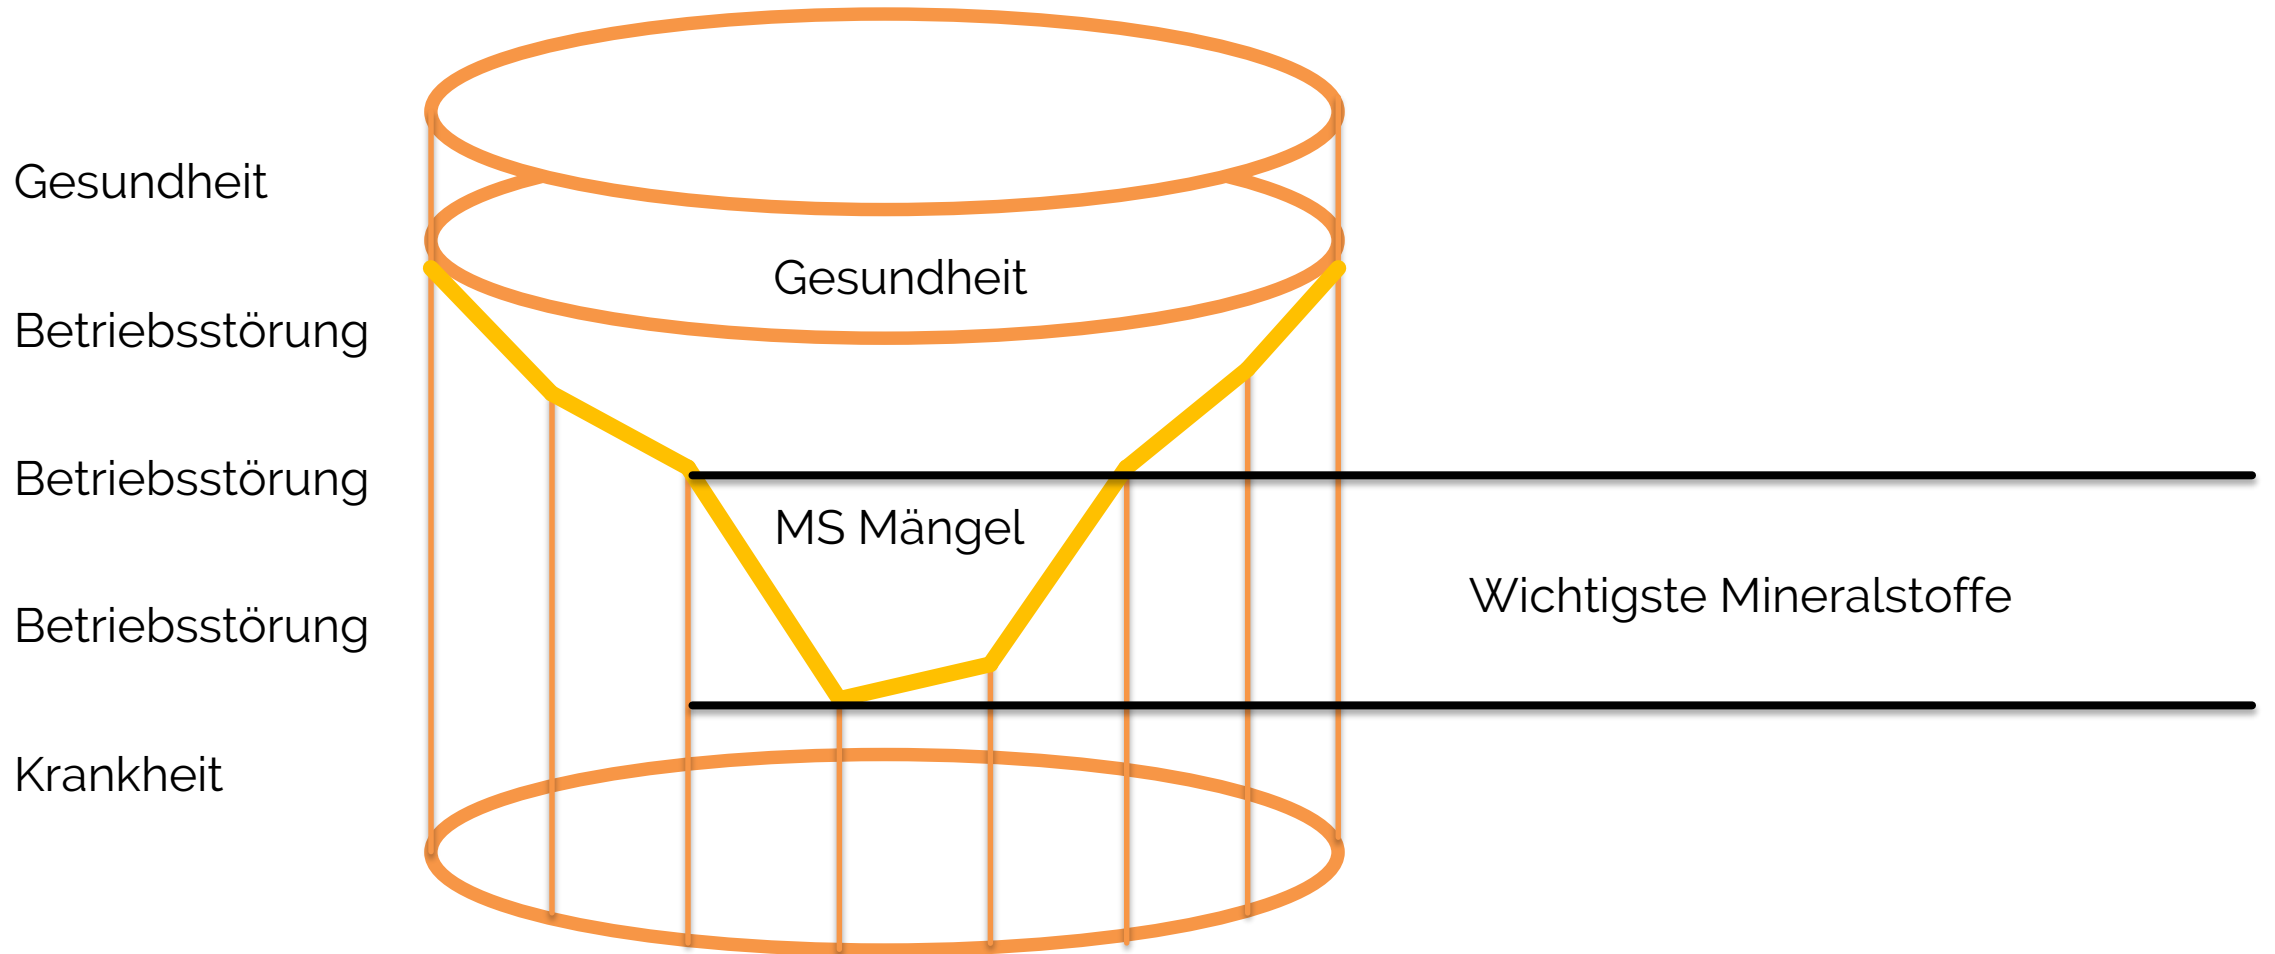 Gesundheit
Gesundheit
Betriebsstörung
Betriebsstörung
MS Mängel
Wichtigste Mineralstoffe
Betriebsstörung
Krankheit